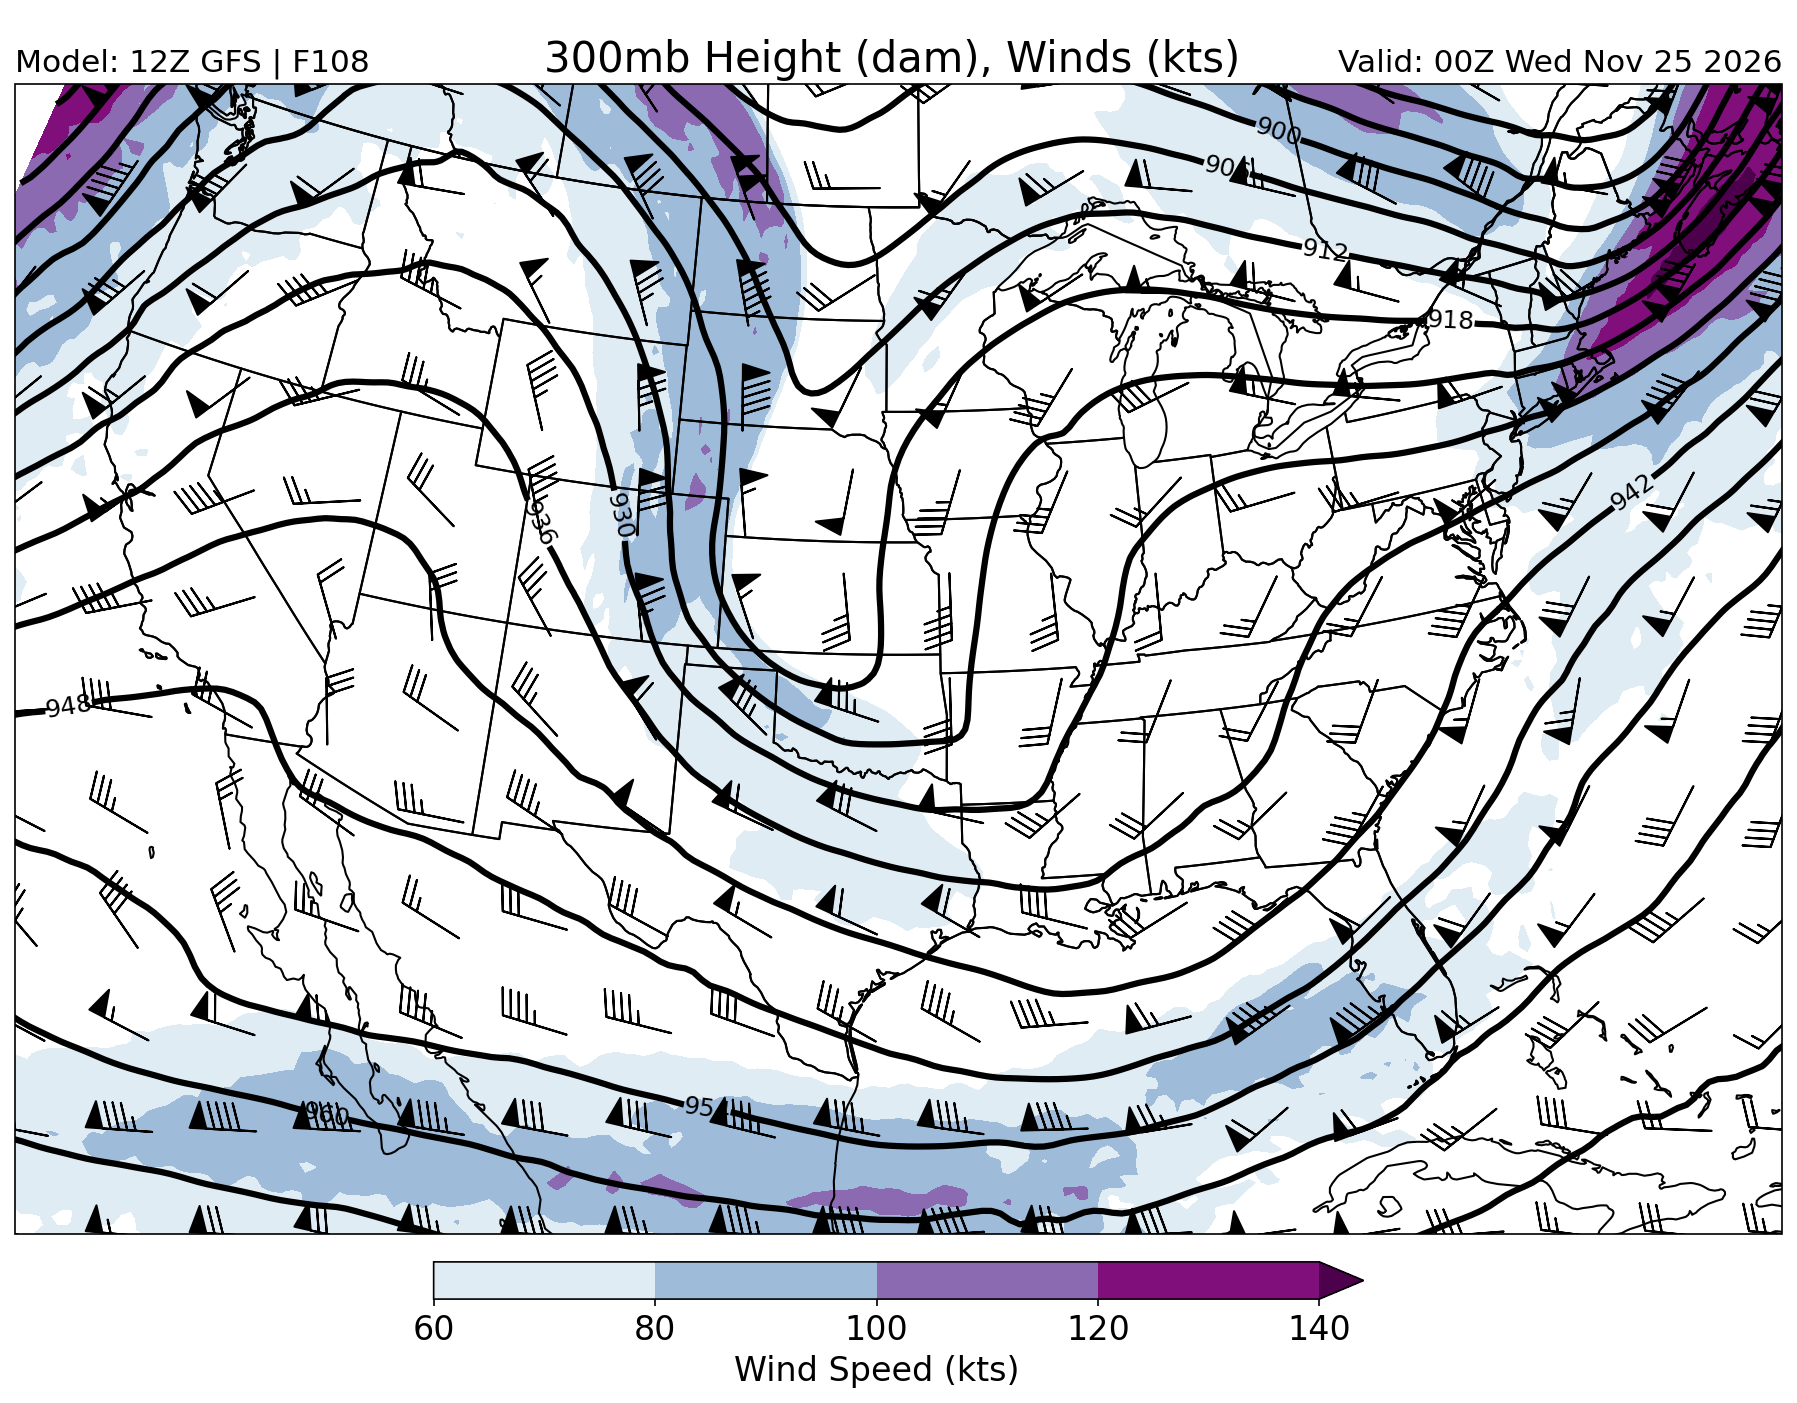 Model: 12Z GFS | F108
300mb Height (dam), Winds (kts)
Valid: 00Z Wed Nov 25 2026
900
912
918
942
930
936
948
960
60 80 100 120 140
Wind Speed (kts)